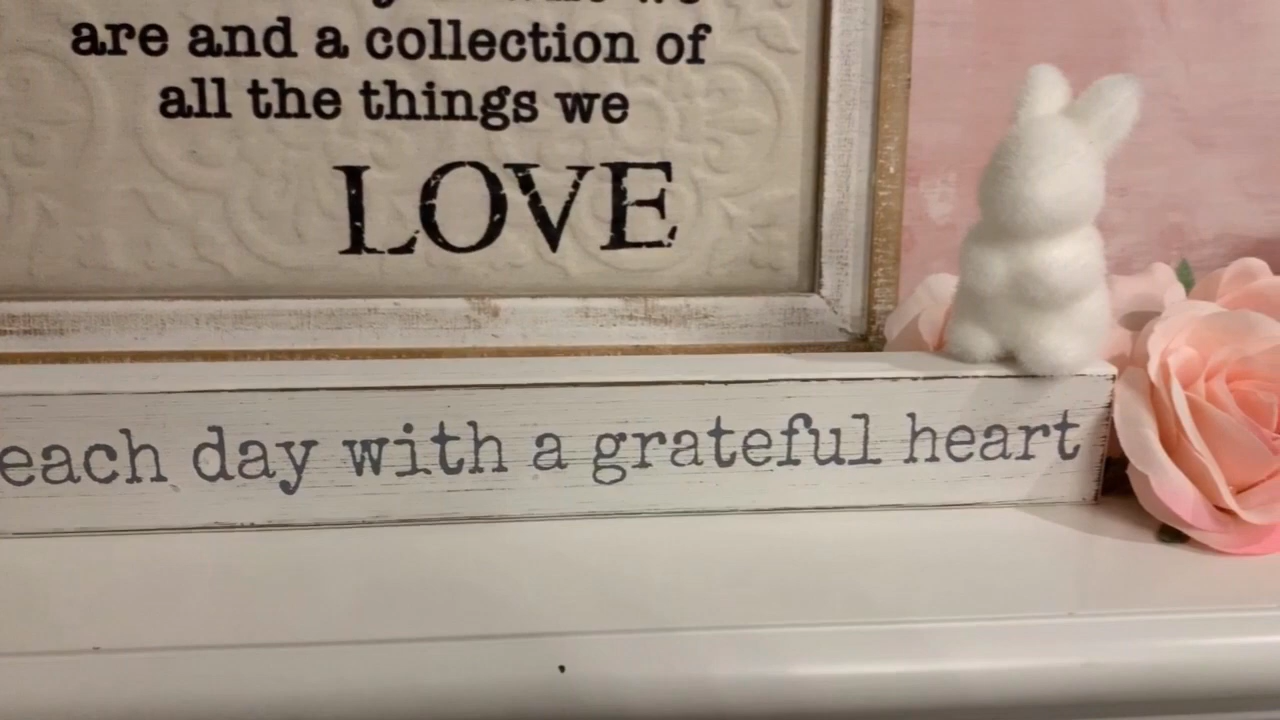 are and a collection of
all the things we
LOVE
each day with a grateful heart